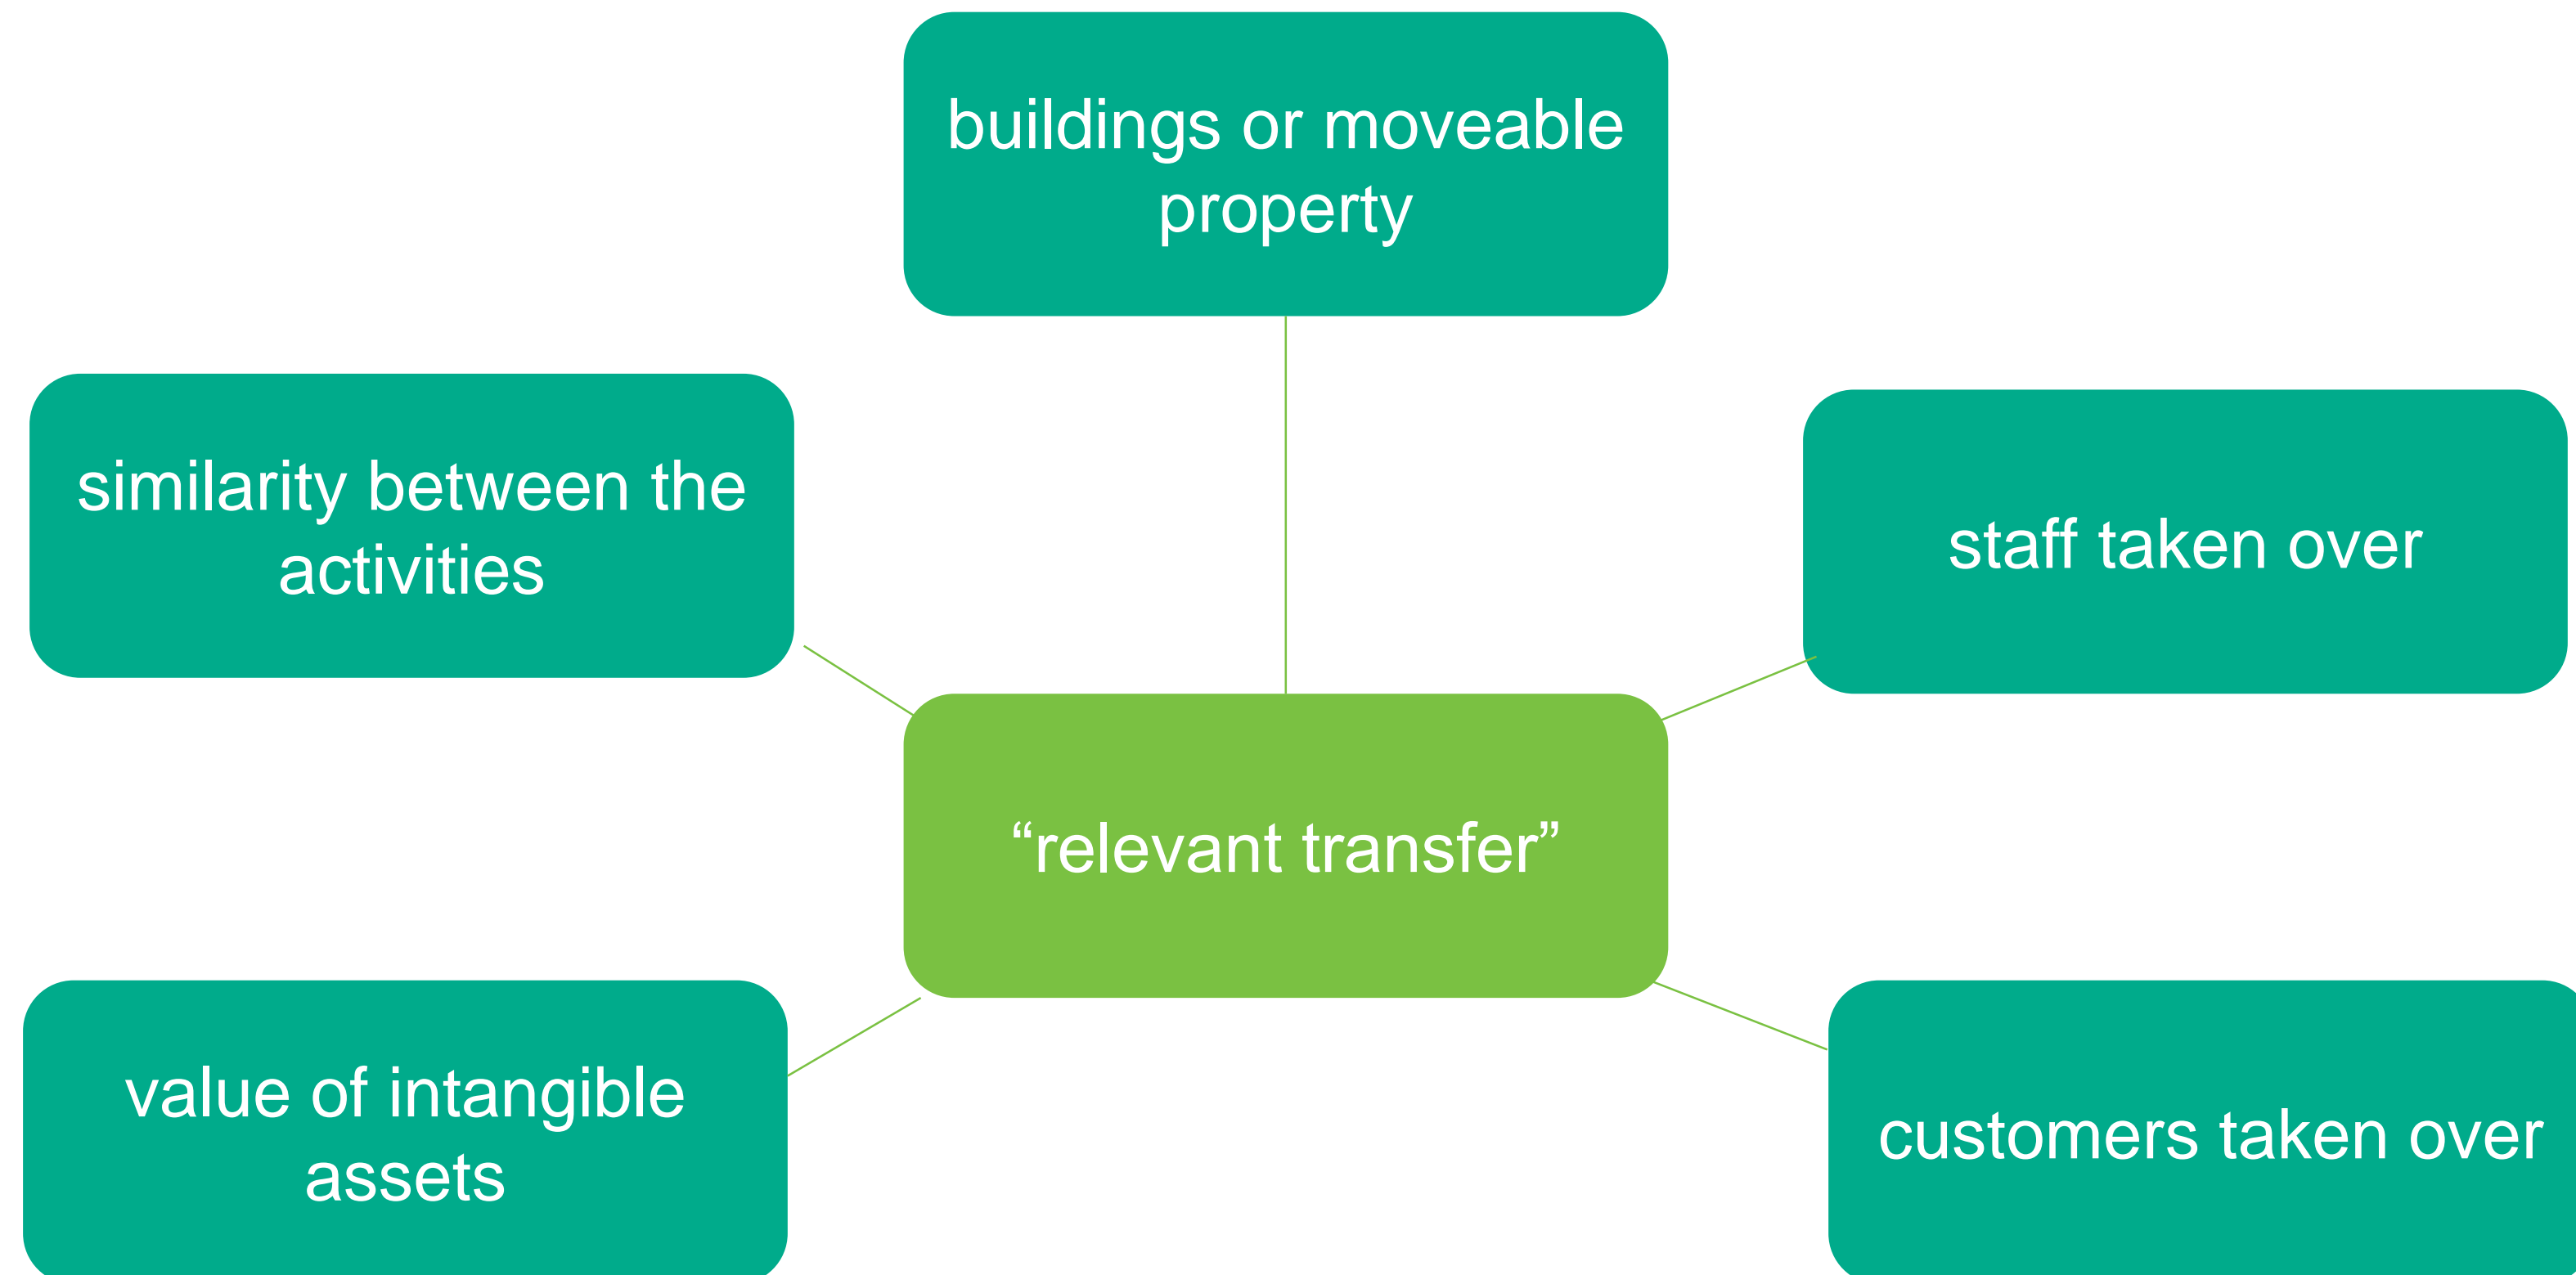 buildings or moveable
property
similarity between the
activities
staff taken over
“relevant transfer”
value of intangible
assets
customers taken over